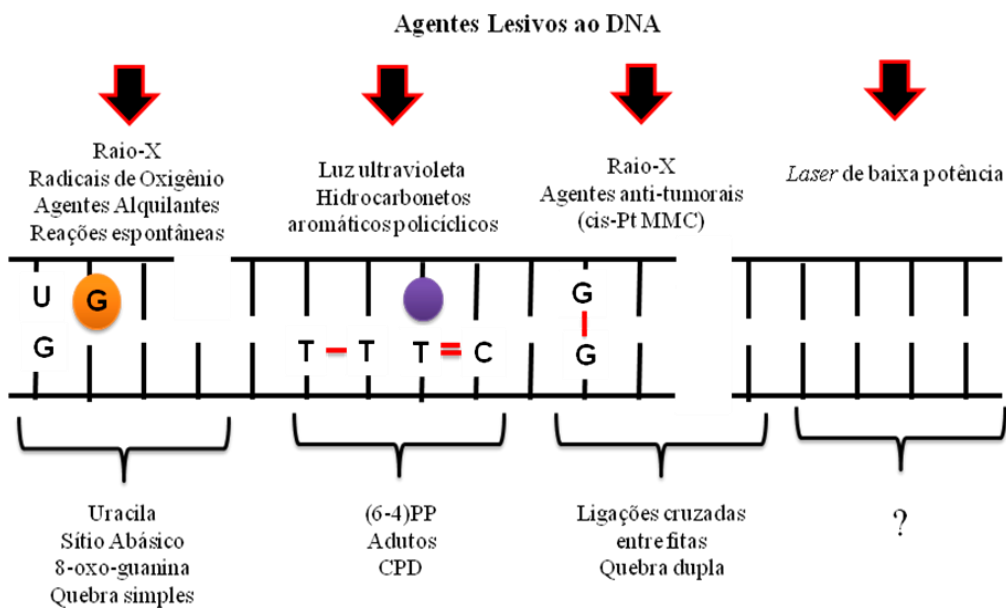 Agentes Lesivos ao DNA
Raio-X
Radicais de Oxigênio
Agentes Alquilantes
Reações espontâneas
Luz ultravioleta
Hidrocarbonetos
aromáticos policíclicos
Raio-X
Agentes anti-tumorais
(cis-Pt MMC)
Laser de baixa potência
U
G
G
T
T
T
C
G
G
Uracila
Sítio Abásico
8-oxo-guanina
Quebra simples
(6-4)PP
Adutos
CPD
Ligações cruzadas
entre fitas
Quebra dupla
?